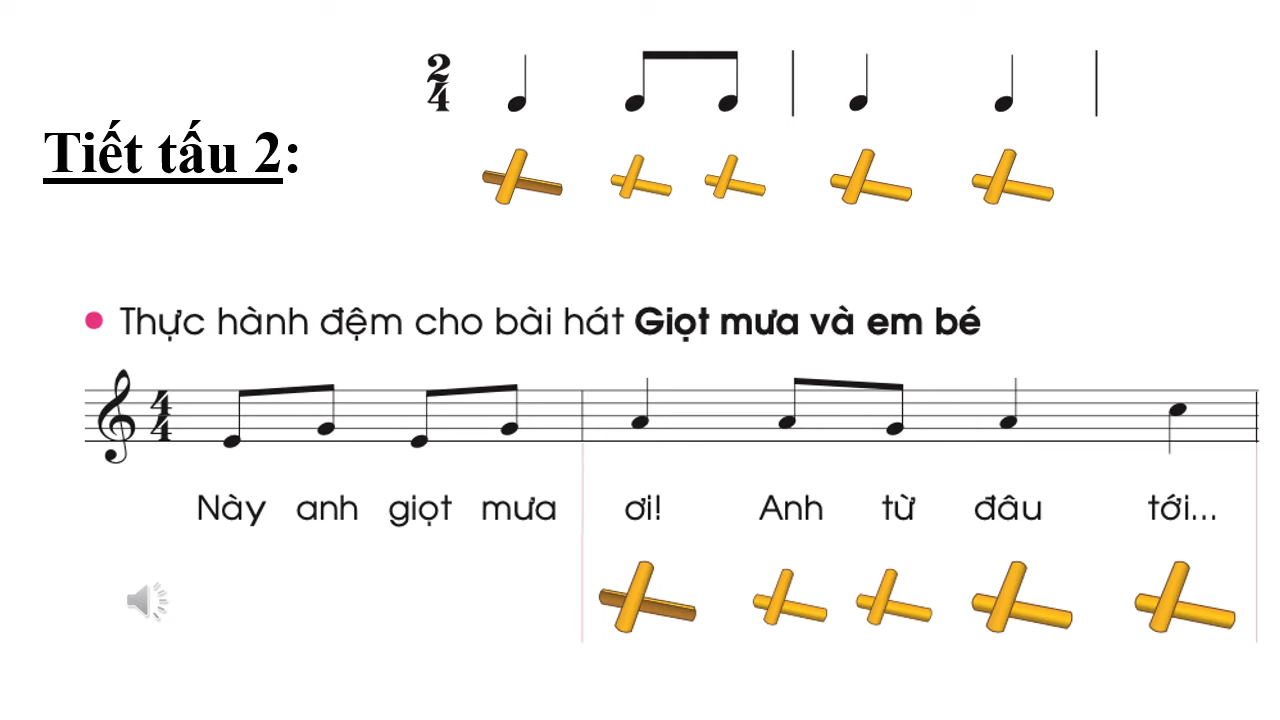 2
4
Tiết tấu 2:
Thực hành đệm cho bài hát Giọt mưa và em bé
4
4
Này anh giọt mưa ơi! Anh từ đâu tới...